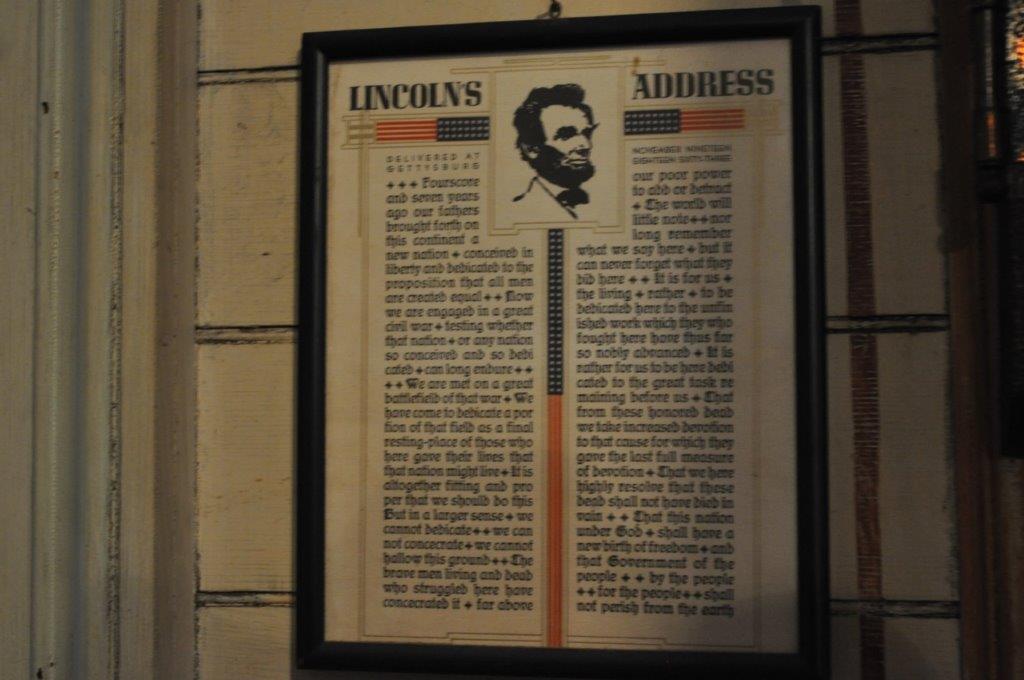 LINCOLN'S ADDRESS
DELIVERED AT
GETTYSBURG
+++ Fourscore
and seven years
ago our fathers
brought forth on
this continent a
new nation + conceived in
liberty and dedicated to the
proposition that all men
are created equal ++ Now
we are engaged in a great
civil war + testing whether
that nation + or any nation
so conceived and so dedi
cated + can long endure ++
++ We are met on a great
battlefield of that war + We
have come to dedicate a por
tion of that field as a final
resting-place of those who
here gave their lives that
that nation might live + It is
altogether fitting and pro
per that we should do this
But in a larger sense + we
cannot dedicate ++ we can
not concecrate + we cannot
hallow this ground ++ The
brave men living and dead
who struggled here have
concecrated it + far above
NOVEMBER NINETEEN
EIGHTEEN SIXTY-THREE
our poor power
to add or detract
+ The world will
little note ++ nor
long remember
what we say here + but it
can never forget what they
did here ++ It is for us +
the living + rather + to be
dedicated here to the unfin
ished work which they who
fought here have thus far
so nobly advanced + It is
rather for us to be here dedi
cated to the great task re
maining before us + That
from these honored dead
we take increased devotion
to that cause for which they
gave the last full measure
of devotion + That we here
highly resolve that these
dead shall not have died in
vain ++ That this nation
under God + shall have a
new birth of freedom + and
that Government of the
people ++ by the people
++ for the people ++ shall
not perish from the earth